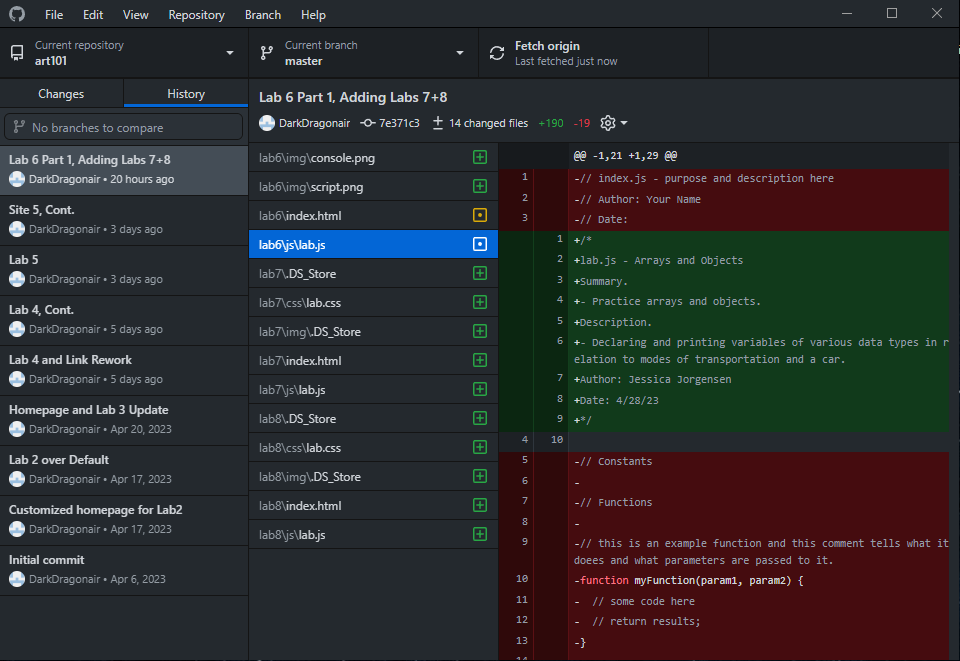 File Edit View Repository Branch Help
Current repository
art101
Current branch
master
Fetch origin
Last fetched just now
Changes History
No branches to compare
Lab 6 Part 1, Adding Labs 7+8
DarkDragonair • 20 hours ago
Site 5, Cont.
DarkDragonair • 3 days ago
Lab 5
DarkDragonair • 3 days ago
Lab 4, Cont.
DarkDragonair • 5 days ago
Lab 4 and Link Rework
DarkDragonair • 5 days ago
Homepage and Lab 3 Update
DarkDragonair • Apr 20, 2023
Lab 2 over Default
DarkDragonair • Apr 17, 2023
Customized homepage for Lab2
DarkDragonair • Apr 17, 2023
Initial commit
DarkDragonair • Apr 6, 2023
Lab 6 Part 1, Adding Labs 7+8
DarkDragonair 7e371c3 14 changed files +190 -19
lab6\img\console.png
lab6\img\script.png
lab6\index.html
lab6\js\lab.js
lab7\.DS_Store
lab7\css\lab.css
lab7\img\.DS_Store
lab7\index.html
lab7\js\lab.js
lab8\.DS_Store
lab8\css\lab.css
lab8\img\.DS_Store
lab8\index.html
lab8\js\lab.js
@@ -1,21 +1,29 @@
1 -// index.js - purpose and description here
2 -// Author: Your Name
3 -// Date:
1 +/*
2 +lab.js - Arrays and Objects
3 +Summary.
4 +- Practice arrays and objects.
5 +Description.
6 +- Declaring and printing variables of various data types in r
elation to modes of transportation and a car.
7 +Author: Jessica Jorgensen
8 +Date: 4/28/23
9 +*/
4 10
5 -// Constants
6 -
7 -// Functions
8 -
9 -// this is an example function and this comment tells what it
doees and what parameters are passed to it.
10 -function myFunction(param1, param2) {
11 -  // some code here
12 -  // return results;
13 -}